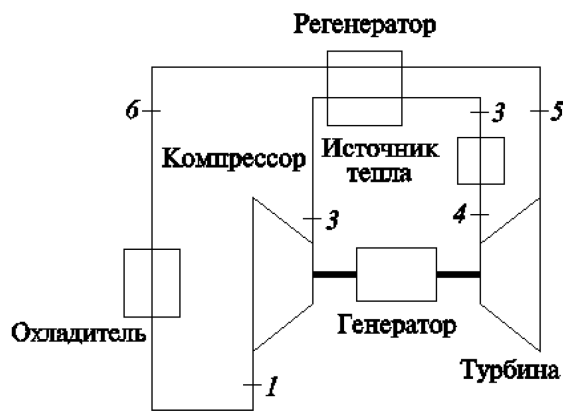 Регенератор
6
3
5
Компрессор
Источник
тепла
3
4
Генератор
Охладитель
Турбина
1